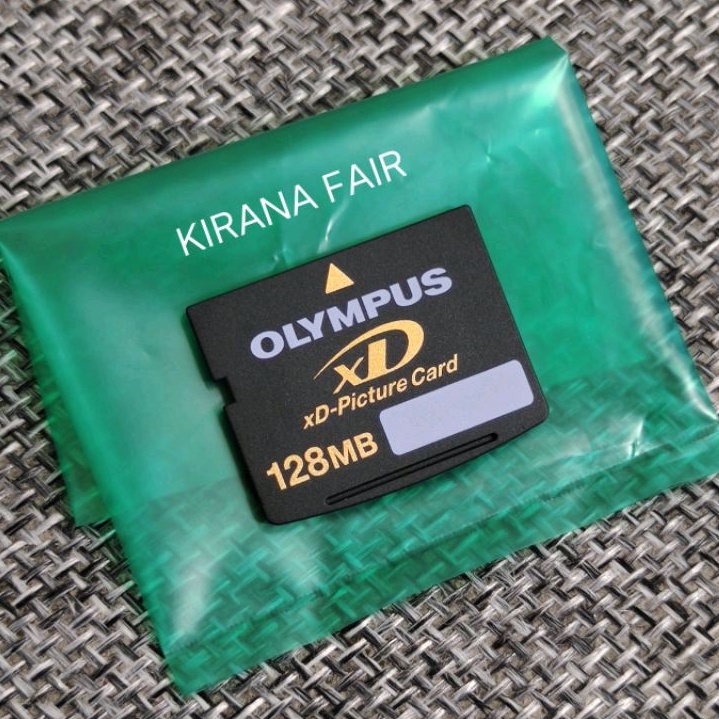 KIRANA FAIR
OLYMPUS
xD
xD-Picture Card
128MB